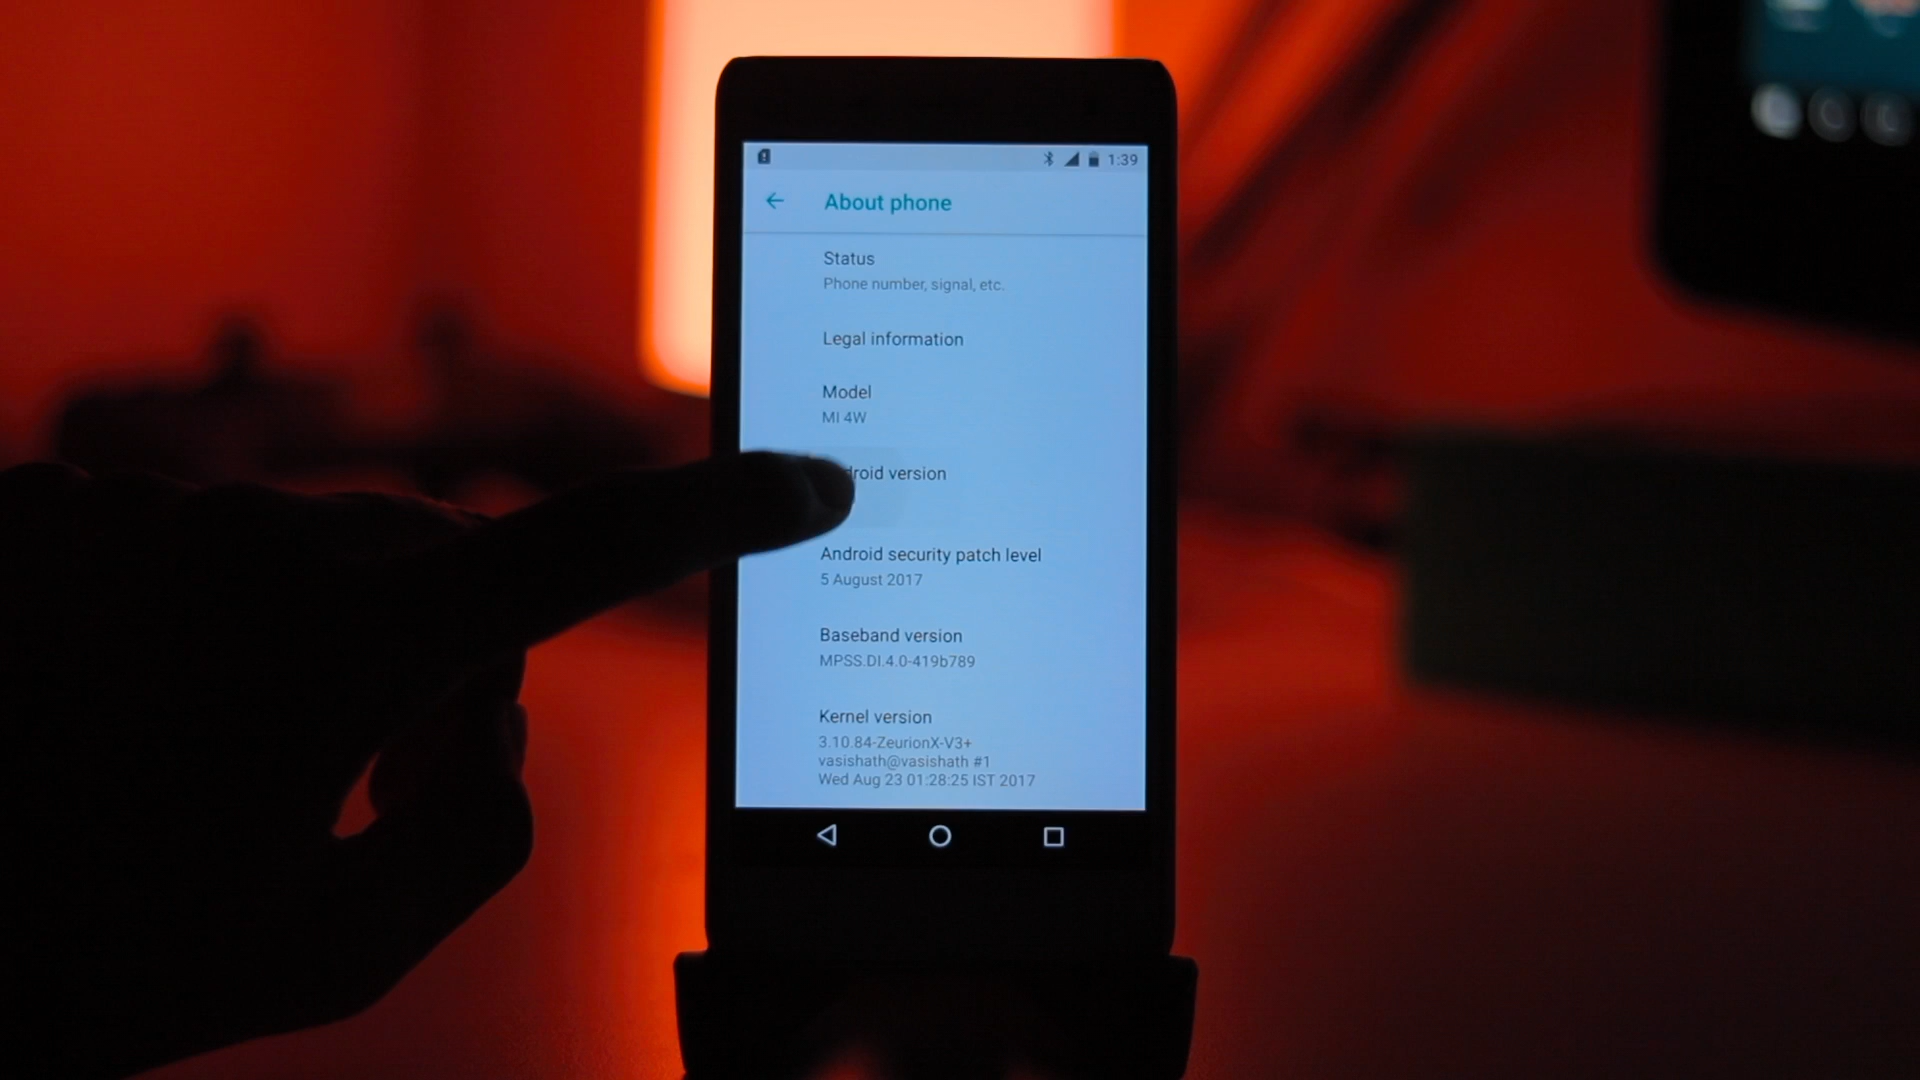 1:39
About phone
Status
Phone number, signal, etc.
Legal information
Model
MI 4W
version
Android security patch level
5 August 2017
Baseband version
MPSS.DI.4.0-419b789
Kernel version
3.10.84-ZeurionX-V3+
vasishath@vasishath #1
Wed Aug 23 01:28:25 IST 2017